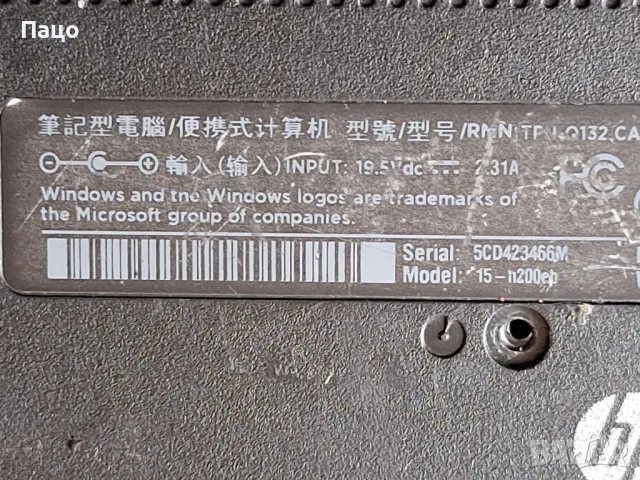 Пацо
筆記型電腦/便携式计算机 型號/型号/RMN:TPN-Q132,CA
輸入(输入)INPUT: 19.5Vdc 2.31A
Windows and the Windows logos are trademarks of
the Microsoft group of companies.
Serial: 5CD423466M
Model: 15-n200eb
hp